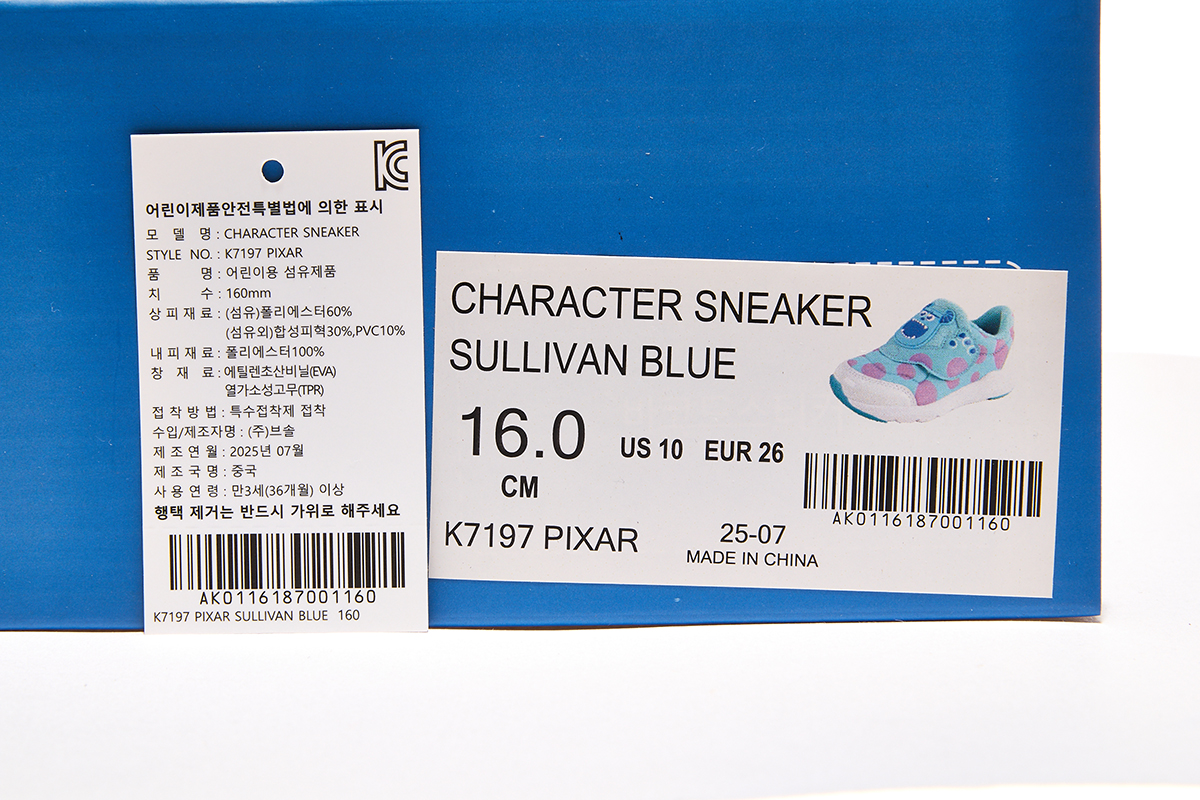 KC
어린이제품안전특별법에 의한 표시
모 델 명 : CHARACTER SNEAKER
STYLE NO. : K7197 PIXAR
품 명 : 어린이용 섬유제품
치 수 : 160mm
상 피 재 료 : (섬유)폴리에스터60%
(섬유외)합성피혁30%,PVC10%
내 피 재 료 : 폴리에스터100%
창 재 료 : 에틸렌초산비닐(EVA)
열가소성고무(TPR)
접 착 방 법 : 특수접착제 접착
수입/제조자명 : (주)브솔
제 조 연 월 : 2025년 07월
제 조 국 명 : 중국
사 용 연 령 : 만3세(36개월) 이상
행택 제거는 반드시 가위로 해주세요
AK0116187001160
K7197 PIXAR SULLIVAN BLUE 160
CHARACTER SNEAKER
SULLIVAN BLUE
16.0 US 10 EUR 26
CM
AK0116187001160
K7197 PIXAR 25-07
MADE IN CHINA